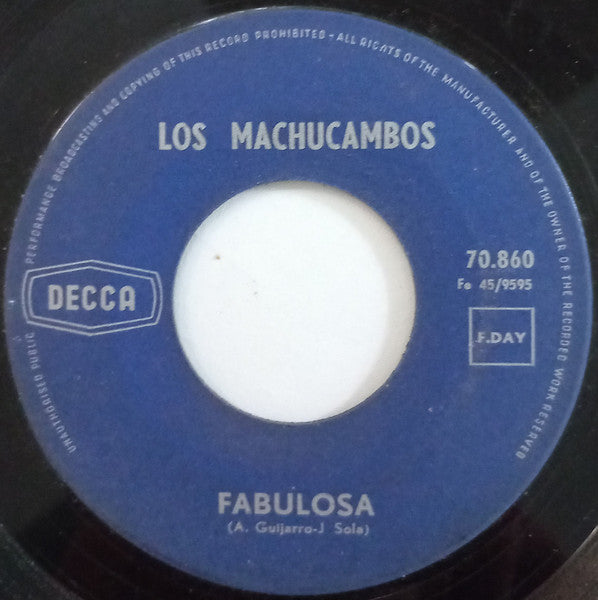 UNAUTHORISED PUBLIC PERFORMANCE BROADCASTING AND COPYING OF THIS RECORD PROHIBITED - ALL RIGHTS OF THE MANUFACTURER AND OF THE OWNER OF THE RECORDED WORK RESERVED
LOS MACHUCAMBOS
70.860
Fe 45/9595
DECCA
F.DAY
FABULOSA
(A. Guijarro-J Sola)